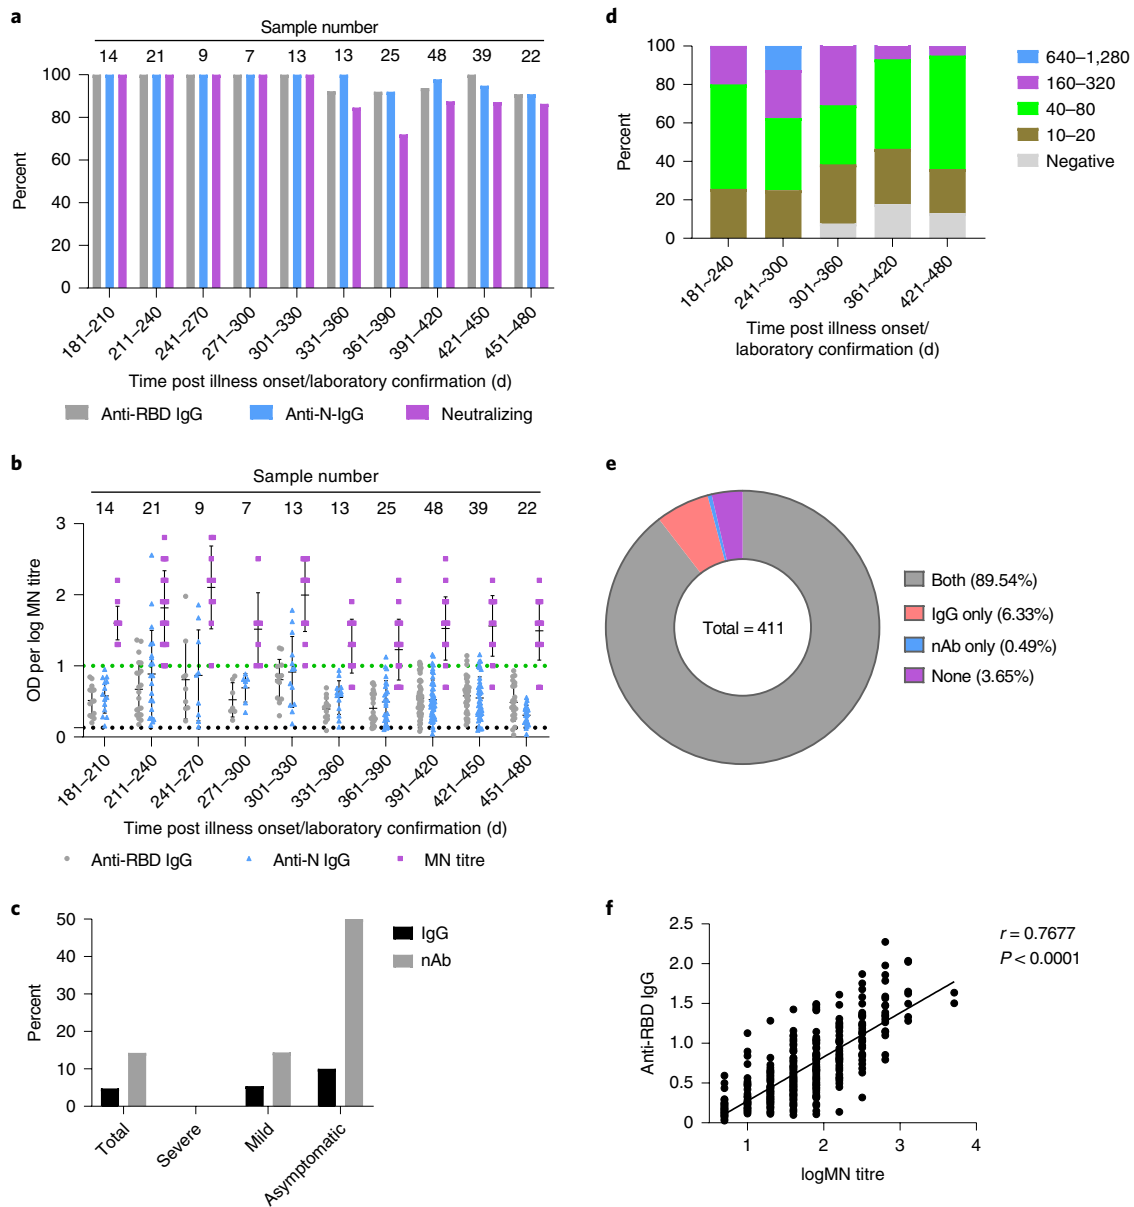 a
Sample number
14 21 9 7 13 13 25 48 39 22
100
80
60
40
20
0
Percent
181–210 211–240 241–270 271–300 301–330 331–360 361–390 391–420 421–450 451–480
Time post illness onset/laboratory confirmation (d)
Anti-RBD IgG Anti-N-IgG Neutralizing
b
Sample number
14 21 9 7 13 13 25 48 39 22
3
2
1
0
OD per log MN titre
181–210 211–240 241–270 271–300 301–330 331–360 361–390 391–420 421–450 451–480
Time post illness onset/laboratory confirmation (d)
Anti-RBD IgG Anti-N IgG MN titre
c
50
40
30
20
10
0
Percent
IgG
nAb
Total Severe Mild Asymptomatic
d
100
80
60
40
20
0
Percent
640–1,280
160–320
40–80
10–20
Negative
181–240 241–300 301–360 361–420 421–480
Time post illness onset/
laboratory confirmation (d)
e
Total = 411
Both (89.54%)
IgG only (6.33%)
nAb only (0.49%)
None (3.65%)
f
2.5
2.0
1.5
1.0
0.5
0
Anti-RBD IgG
r = 0.7677
P < 0.0001
1 2 3 4
logMN titre